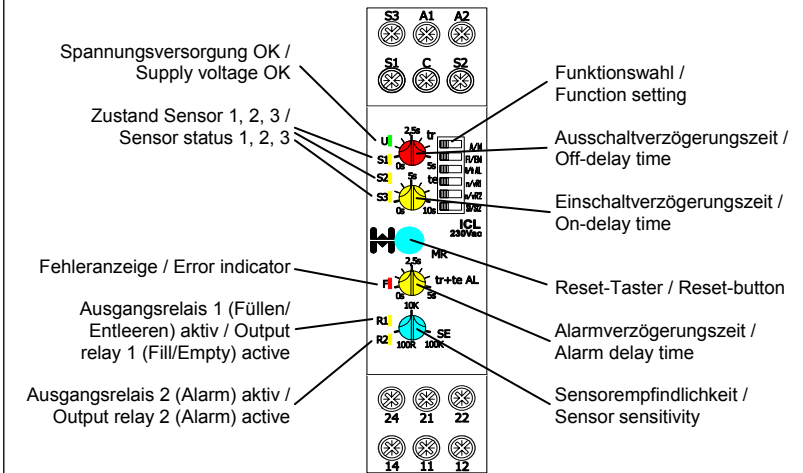 S3 A1 A2
S1 C S2
Spannungsversorgung OK /
Supply voltage OK
Zustand Sensor 1, 2, 3 /
Sensor status 1, 2, 3
Fehleranzeige / Error indicator
Ausgangsrelais 1 (Füllen/
Entleeren) aktiv / Output
relay 1 (Fill/Empty) active
Ausgangsrelais 2 (Alarm) aktiv /
Output relay 2 (Alarm) active
U
S1
S2
S3
2,5s tr
0s 5s
5s te
0s 10s
ICL
230Vac
MR
2,5s
F tr+te AL
0s 5s
10K
R1
R2 SE
100R 100K
24 21 22
14 11 12
Funktionswahl /
Function setting
Ausschaltverzögerungszeit /
Off-delay time
Einschaltverzögerungszeit /
On-delay time
Reset-Taster / Reset-button
Alarmverzögerungszeit /
Alarm delay time
Sensorempfindlichkeit /
Sensor sensitivity